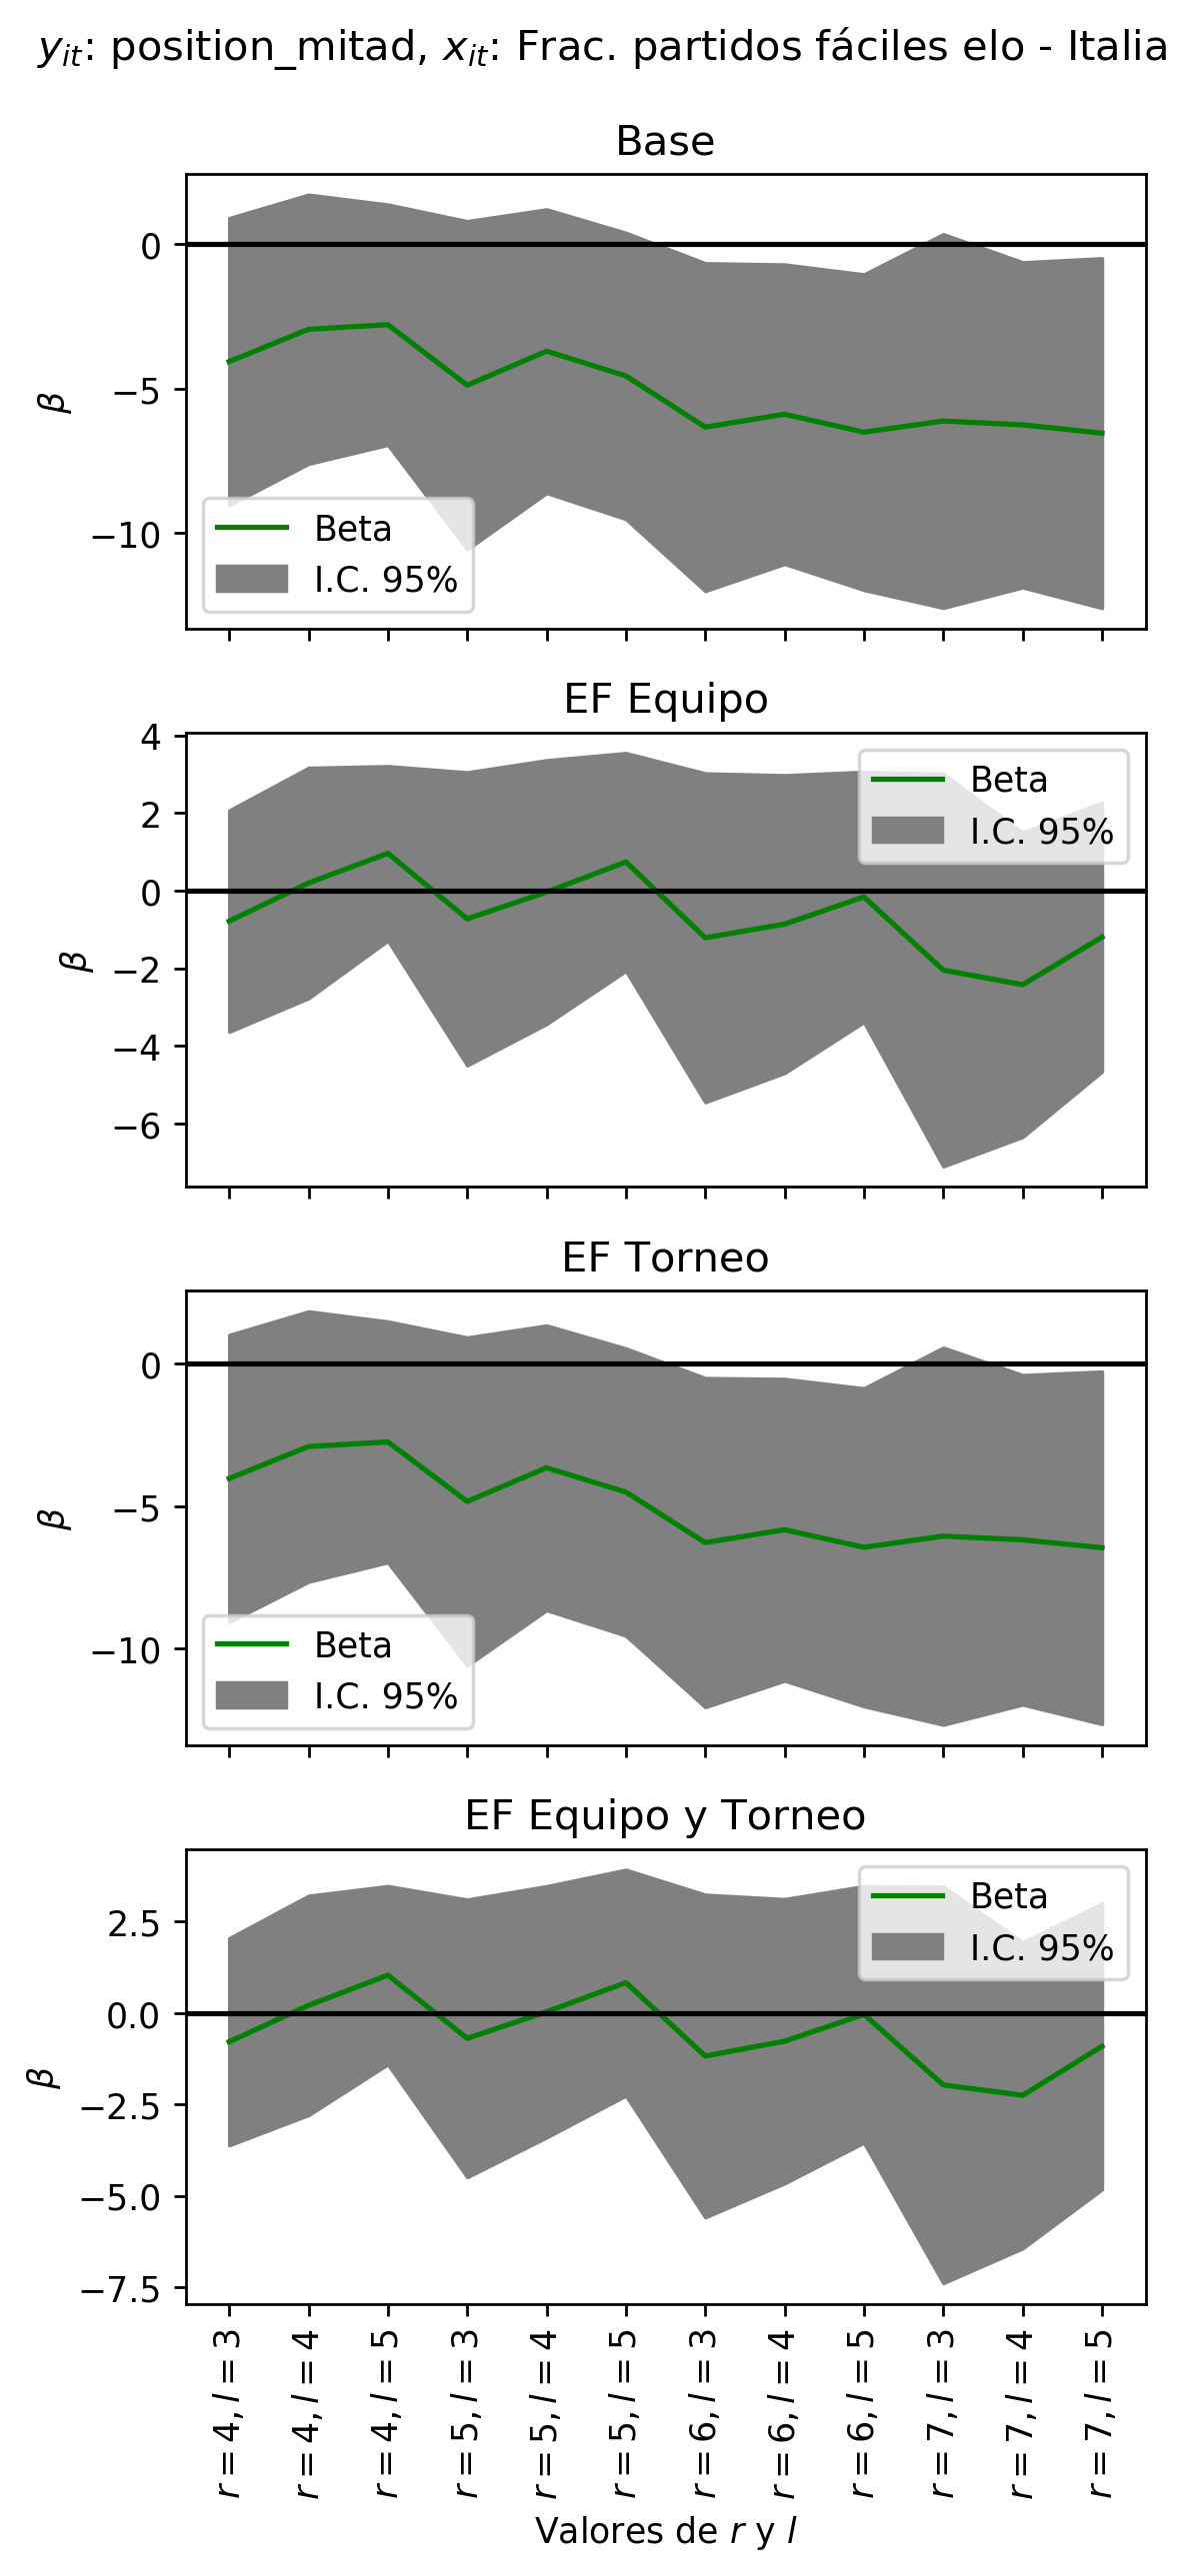 y_it: position_mitad, x_it: Frac. partidos fáciles elo - Italia
Base
0
−5
−10
β
Beta
I.C. 95%
EF Equipo
4
2
0
−2
−4
−6
β
Beta
I.C. 95%
EF Torneo
0
−5
−10
β
Beta
I.C. 95%
EF Equipo y Torneo
2.5
0.0
−2.5
−5.0
−7.5
β
Beta
I.C. 95%
r = 4, l = 3
r = 4, l = 4
r = 4, l = 5
r = 5, l = 3
r = 5, l = 4
r = 5, l = 5
r = 6, l = 3
r = 6, l = 4
r = 6, l = 5
r = 7, l = 3
r = 7, l = 4
r = 7, l = 5
Valores de r y l